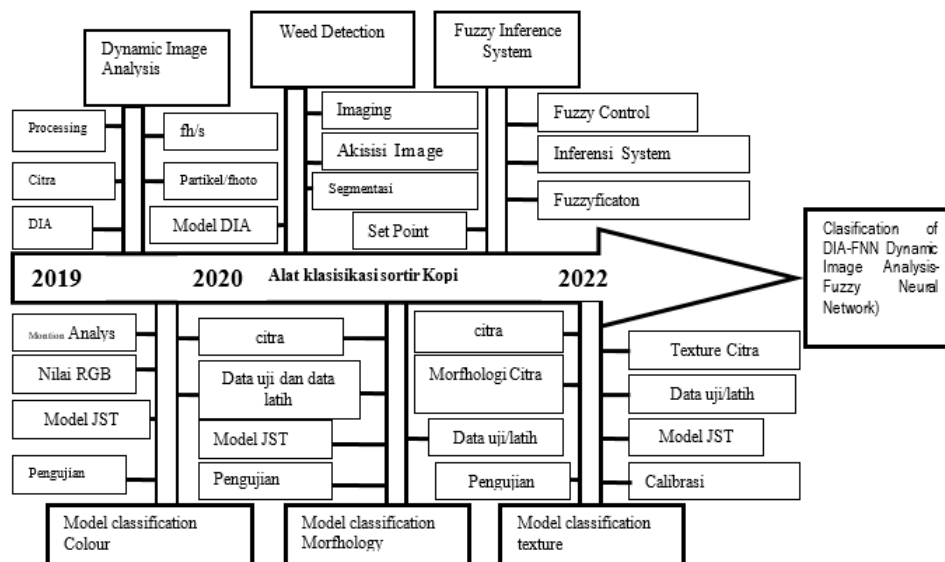 Dynamic Image
Analysis
Weed Detection
Fuzzy Inference
System
Processing
Citra
DIA
fh/s
Partikel/fhoto
Model DIA
Imaging
Akisisi Image
Segmentasi
Set Point
Fuzzy Control
Inferensi System
Fuzzyficaton
2019
2020
Alat klasisikasi sortir Kopi
2022
Clasification of
DIA-FNN Dynamic
Image Analysis-
Fuzzy Neural
Network)
Morntion Analys
Nilai RGB
Model JST
Pengujian
citra
Data uji dan data
latih
Model JST
Pengujian
citra
Morfhologi Citra
Data uji/latih
Pengujian
Texture Citra
Data uji/latih
Model JST
Calibrasi
Model classification
Colour
Model classification
Morfhology
Model classification
texture